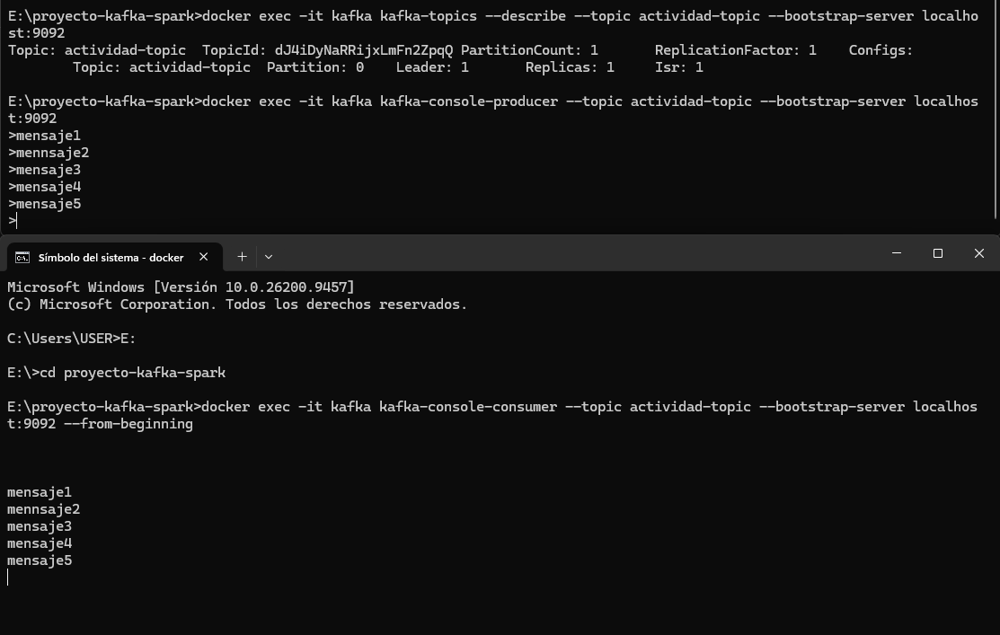 E:\proyecto-kafka-spark>docker exec -it kafka kafka-topics --describe --topic actividad-topic --bootstrap-server localho
st:9092
Topic: actividad-topic  TopicId: dJ4iDyNaRRijxLmFn2ZpqQ PartitionCount: 1       ReplicationFactor: 1    Configs:
        Topic: actividad-topic  Partition: 0    Leader: 1       Replicas: 1     Isr: 1
E:\proyecto-kafka-spark>docker exec -it kafka kafka-console-producer --topic actividad-topic --bootstrap-server localhos
t:9092
>mensaje1
>mennsaje2
>mensaje3
>mensaje4
>mensaje5
>
Símbolo del sistema - docker
Microsoft Windows [Versión 10.0.26200.9457]
(c) Microsoft Corporation. Todos los derechos reservados.
C:\Users\USER>E:
E:\>cd proyecto-kafka-spark
E:\proyecto-kafka-spark>docker exec -it kafka kafka-console-consumer --topic actividad-topic --bootstrap-server localhos
t:9092 --from-beginning
mensaje1
mennsaje2
mensaje3
mensaje4
mensaje5